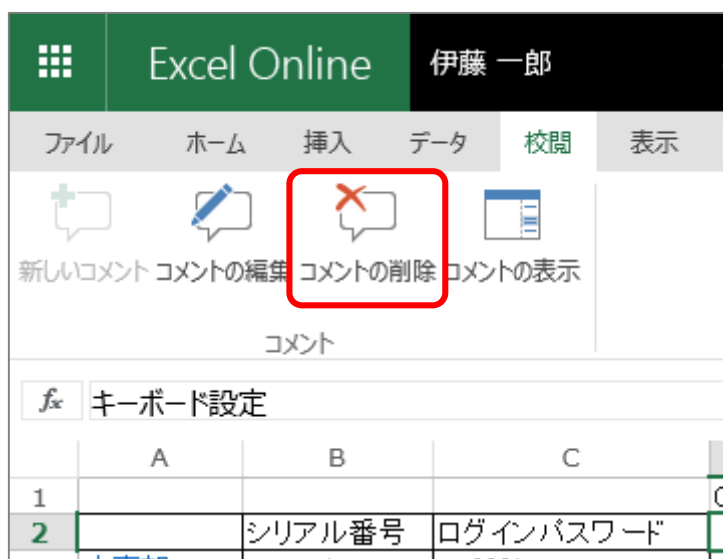 Excel Online 伊藤 一郎
ファイル ホーム 挿入 データ 校閲 表示
新しいコメント コメントの編集 コメントの削除 コメントの表示
コメント
fx キーボード設定
A B C
1
2 シリアル番号 ログインパスワード